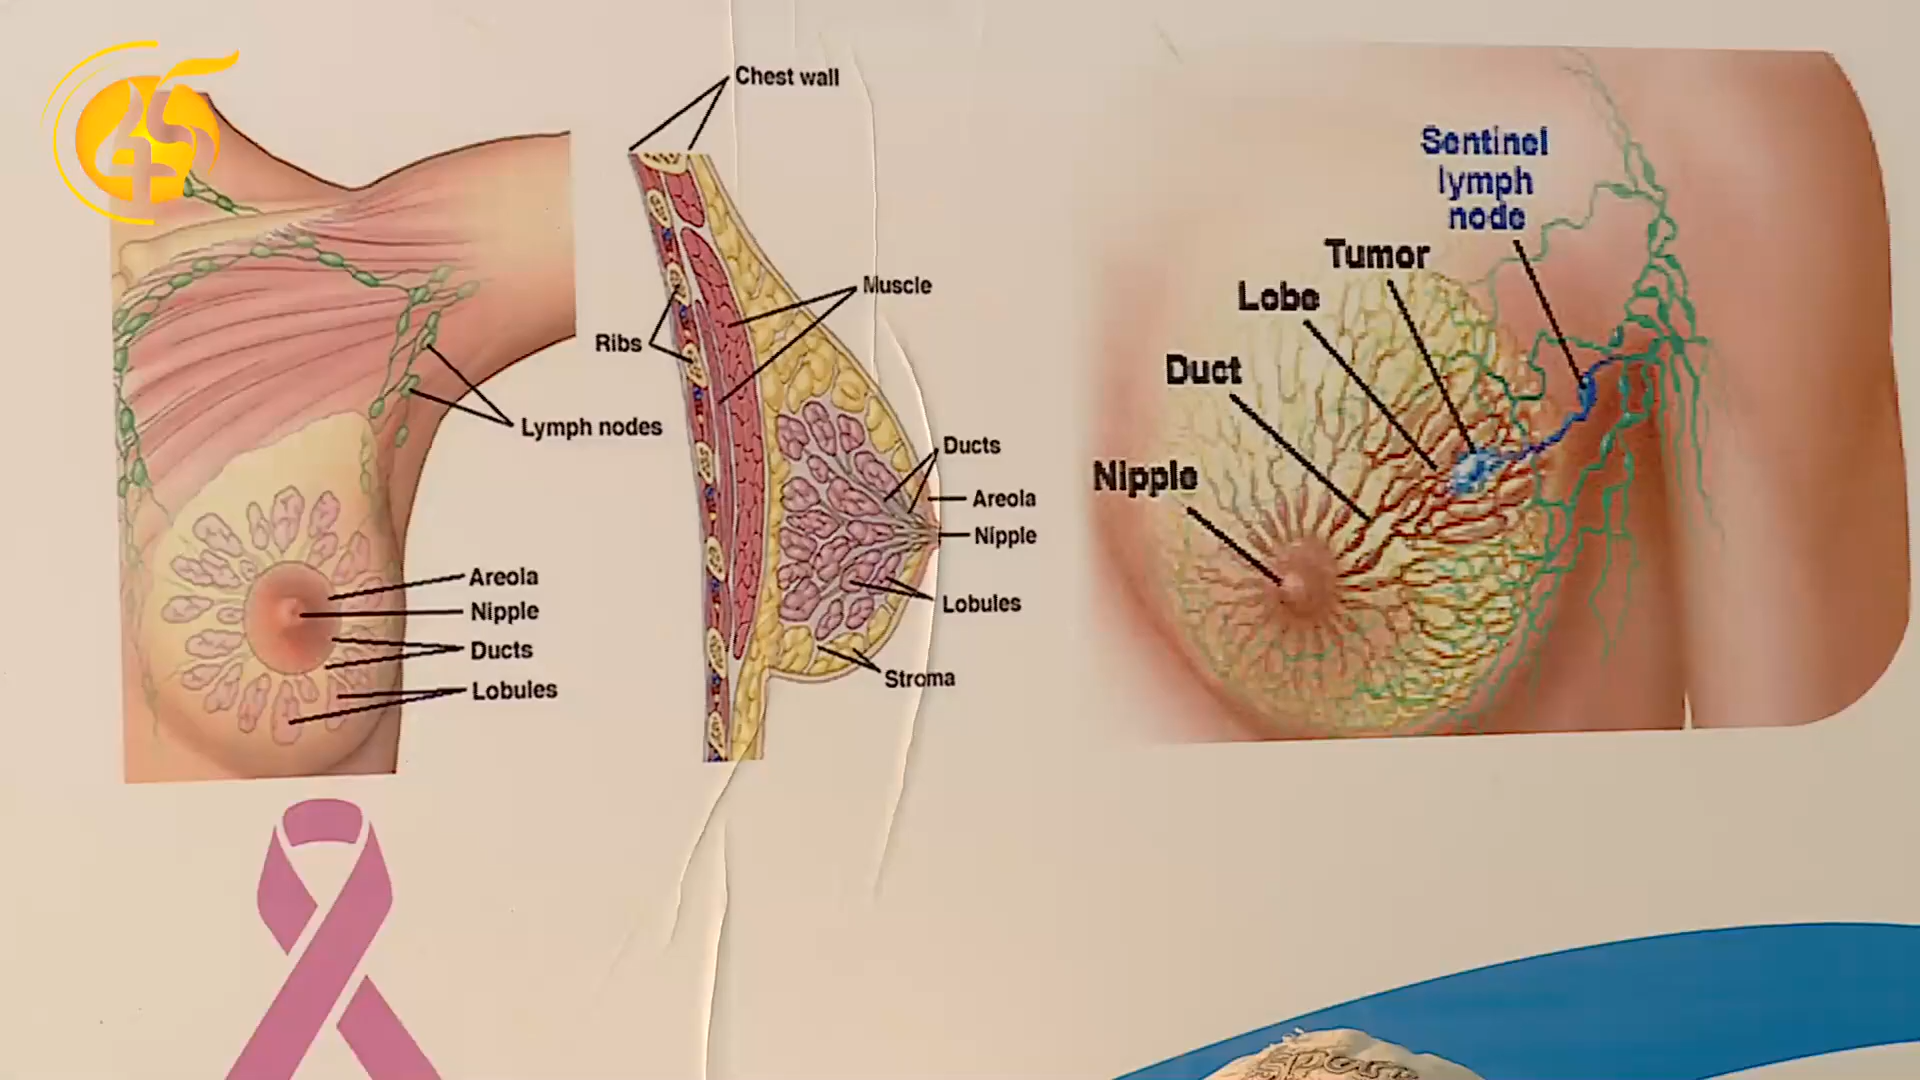 45
Lymph nodes
Areola
Nipple
Ducts
Lobules
Chest wall
Muscle
Ribs
Ducts
Areola
Nipple
Lobules
Stroma
Sentinel
lymph
node
Tumor
Lobe
Duct
Nipple